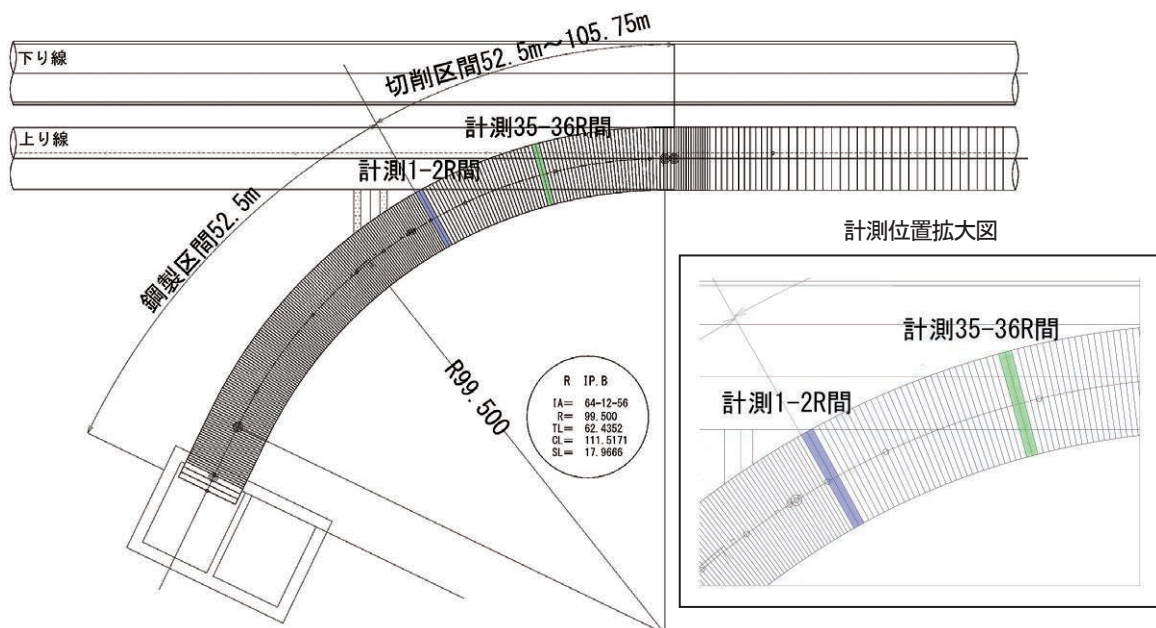 下り線
切削区間52.5m~105.75m
上り線
計測35-36R間
計測1-2R間
鋼製区間52.5m
R99.500
R IP.B
IA= 64-12-56
R= 99.500
TL= 62.4352
CL= 111.5171
SL= 17.9666
計測位置拡大図
計測35-36R間
計測1-2R間